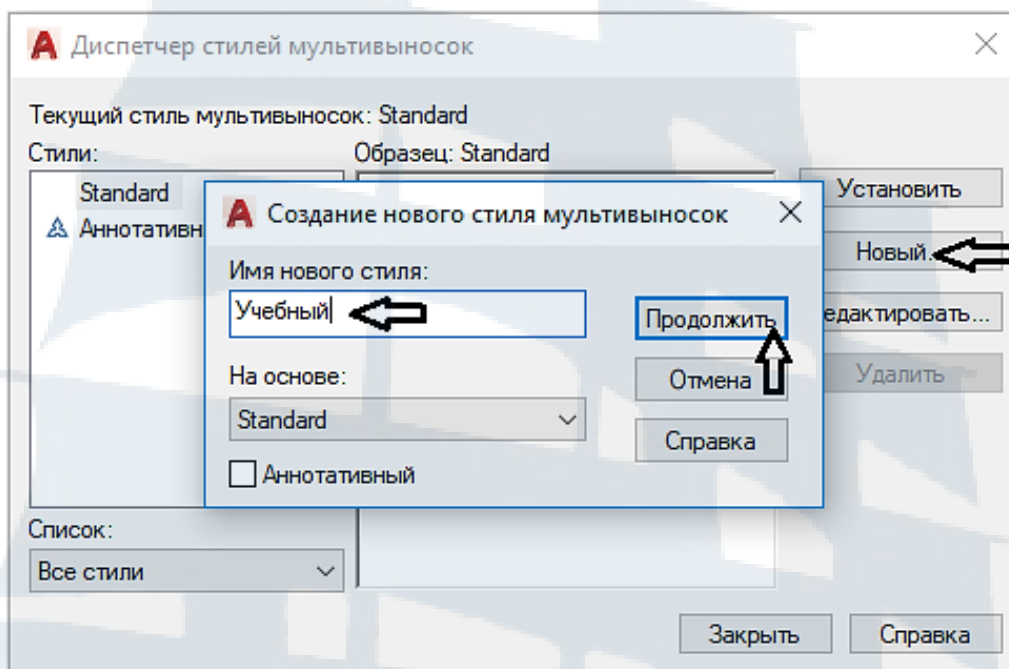 Диспетчер стилей мультивыносок
Текущий стиль мультивыносок: Standard
Стили:
Образец: Standard
Standard
Аннотативн
Установить
Новый..
едактировать...
Удалить
Создание нового стиля мультивыносок
Имя нового стиля:
Учебный
Продолжить
На основе:
Отмена
Standard
Справка
Аннотативный
Список:
Все стили
Закрыть
Справка